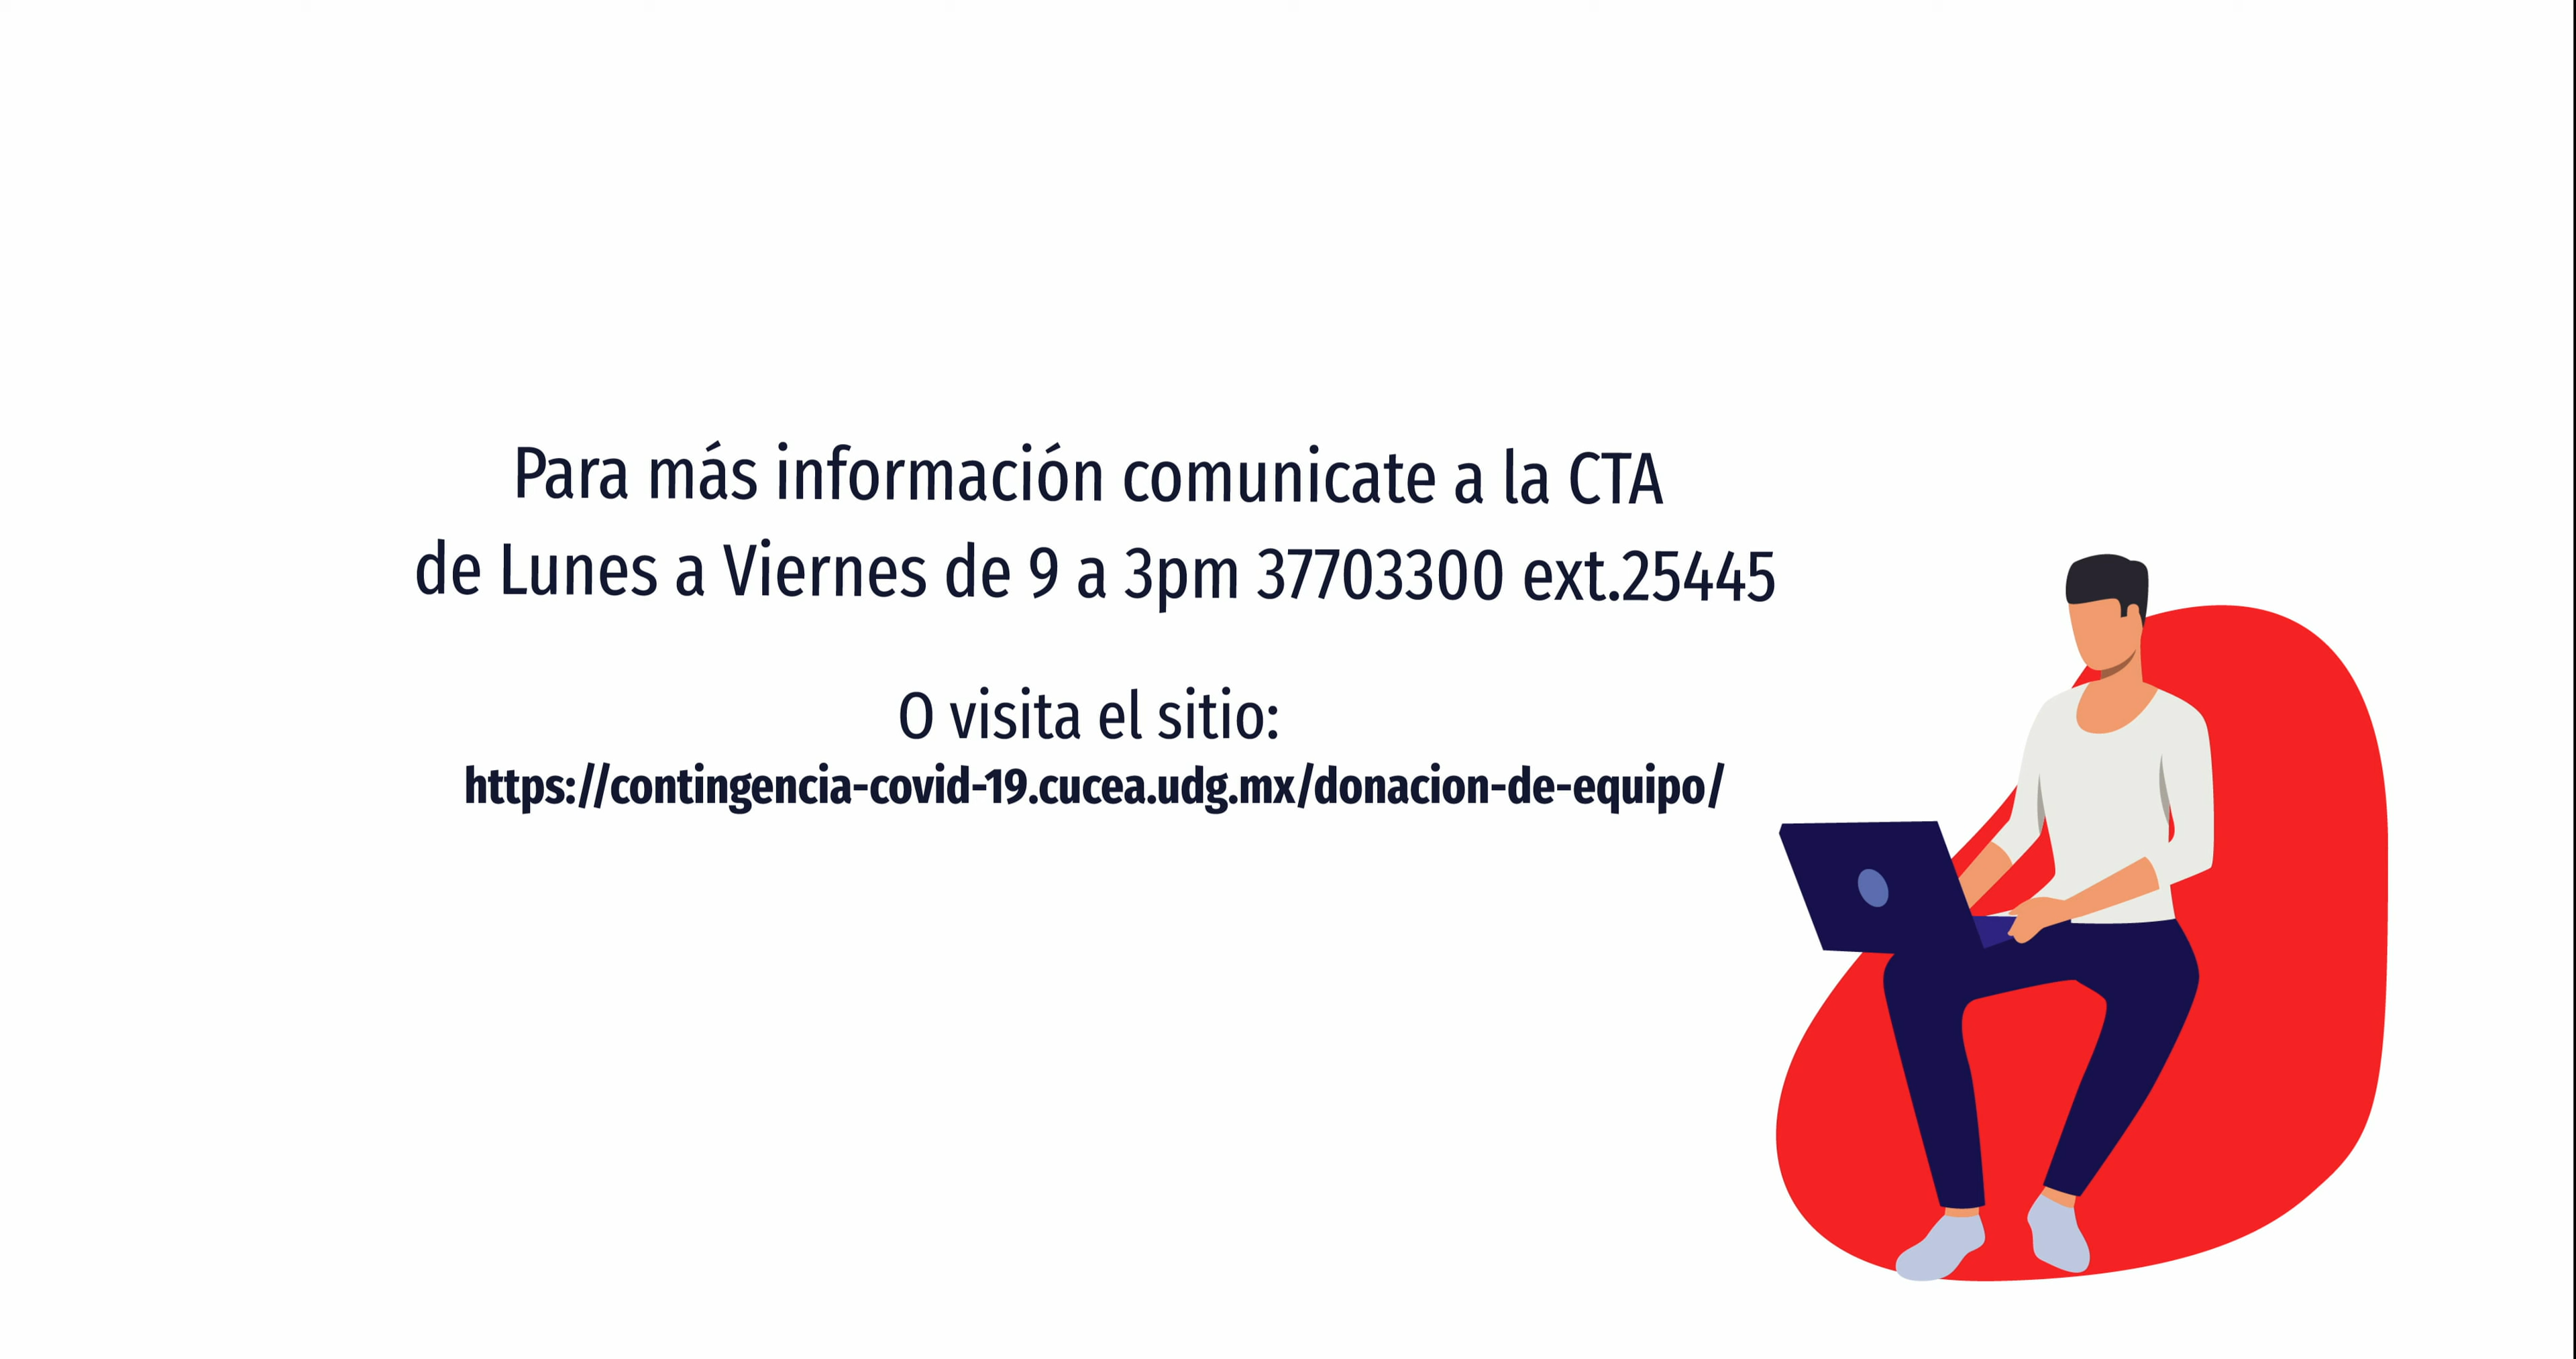 Para más información comunicate a la CTA
de Lunes a Viernes de 9 a 3pm 37703300 ext.25445
O visita el sitio:
https://contingencia-covid-19.cucea.udg.mx/donacion-de-equipo/